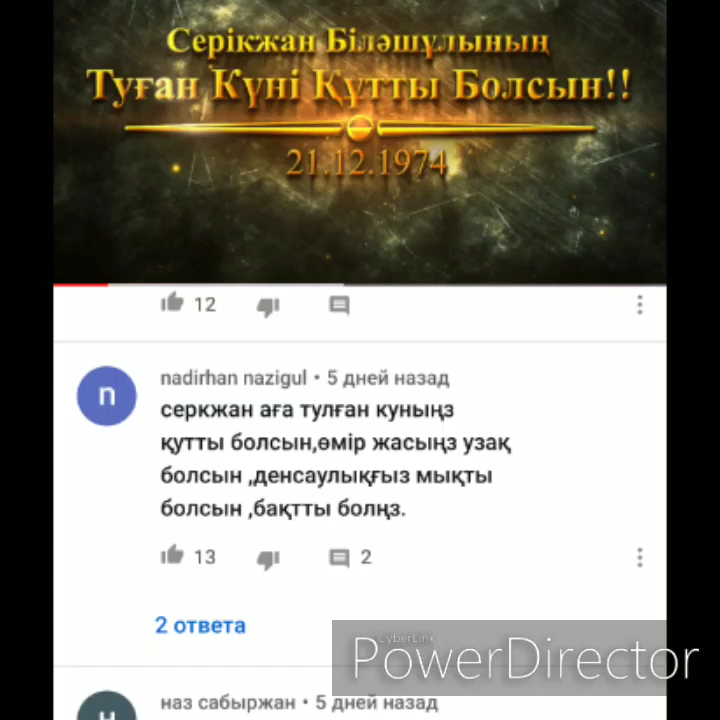 Серікжан Біләшұлының
Туған Күні Құтты Болсын!!
21.12.1974
12
n
nadirhan nazigul • 5 дней назад
серкжан аға тулған куныңз
қутты болсын,өмір жасыңз узақ
болсын ,денсаулықғыз мықты
болсын ,бақтты болңз.
13
2
2 ответа
CyberLink
PowerDirector
наз сабыржан • 5 дней назад
н